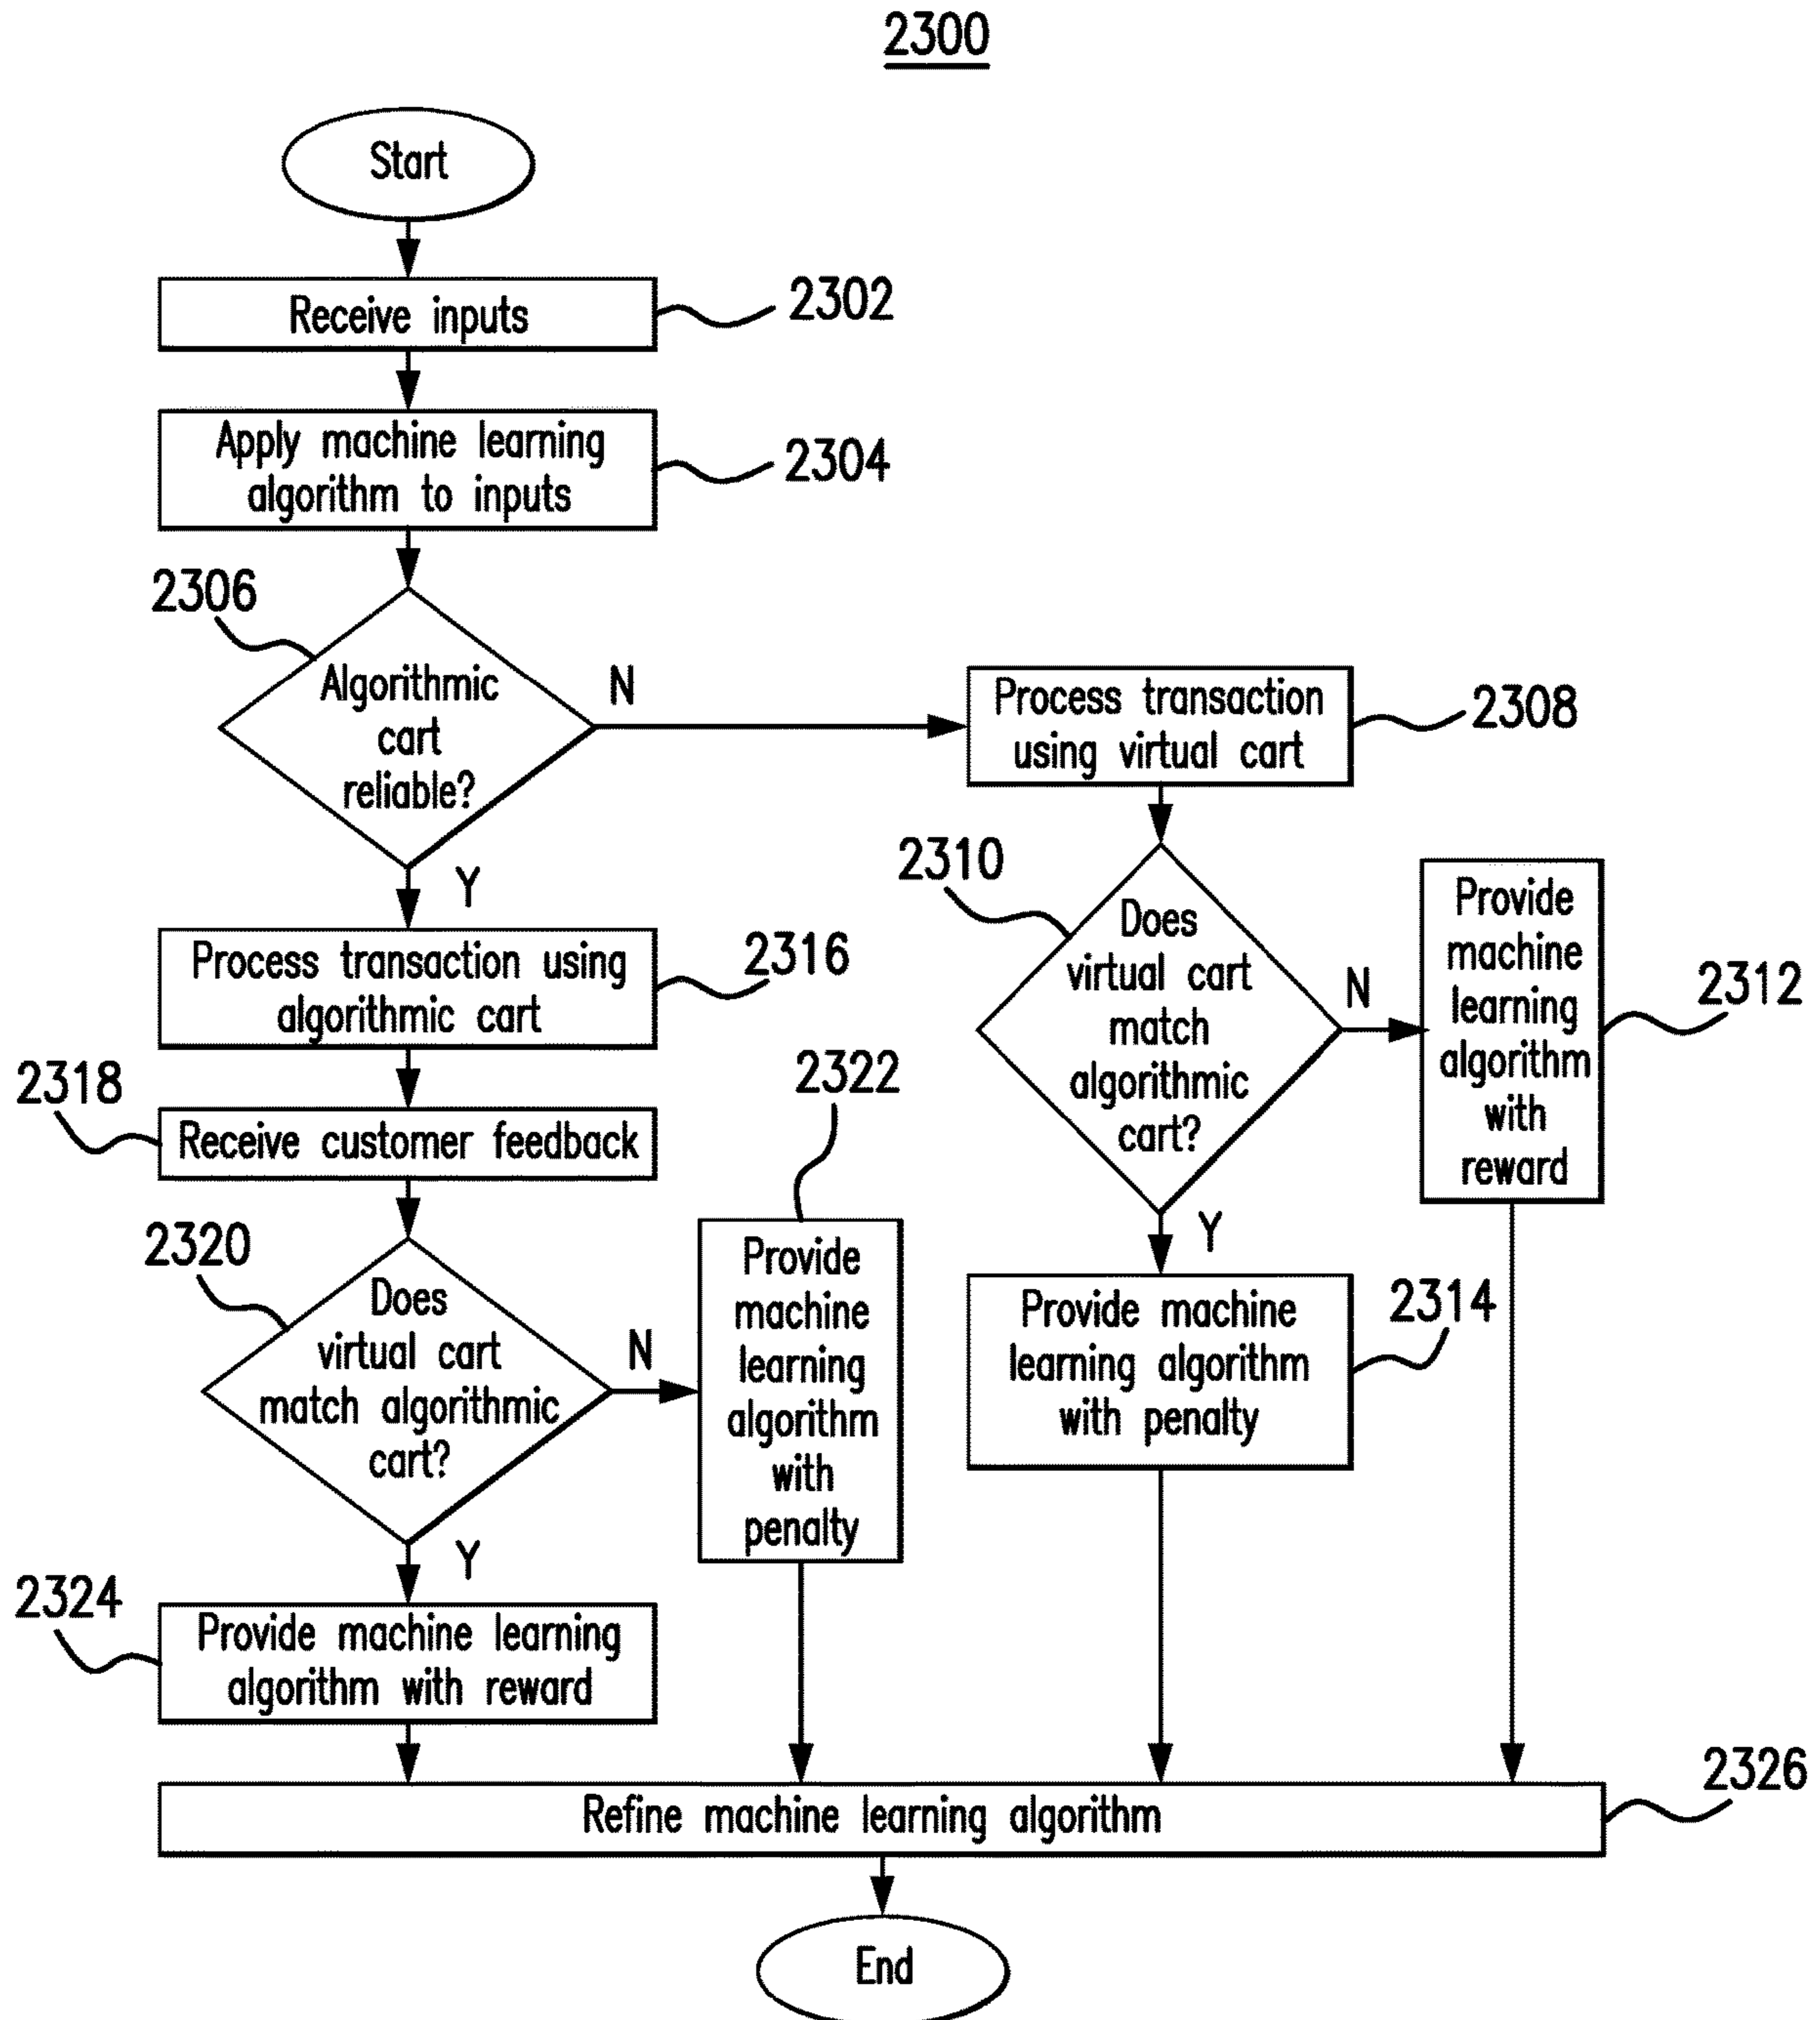 2300
Start
Receive inputs
2302
Apply machine learning
algorithm to inputs
2304
2306
Algorithmic
cart
reliable?
N
Y
Process transaction
using virtual cart
2308
2310
Does
virtual cart
match
algorithmic
cart?
N
Y
Provide
machine
learning
algorithm
with
reward
2312
Provide machine
learning algorithm
with penalty
2314
Process transaction using
algorithmic cart
2316
2318
Receive customer feedback
2320
Does
virtual cart
match algorithmic
cart?
N
Y
2322
Provide
machine
learning
algorithm
with
penalty
2324
Provide machine learning
algorithm with reward
Refine machine learning algorithm
2326
End